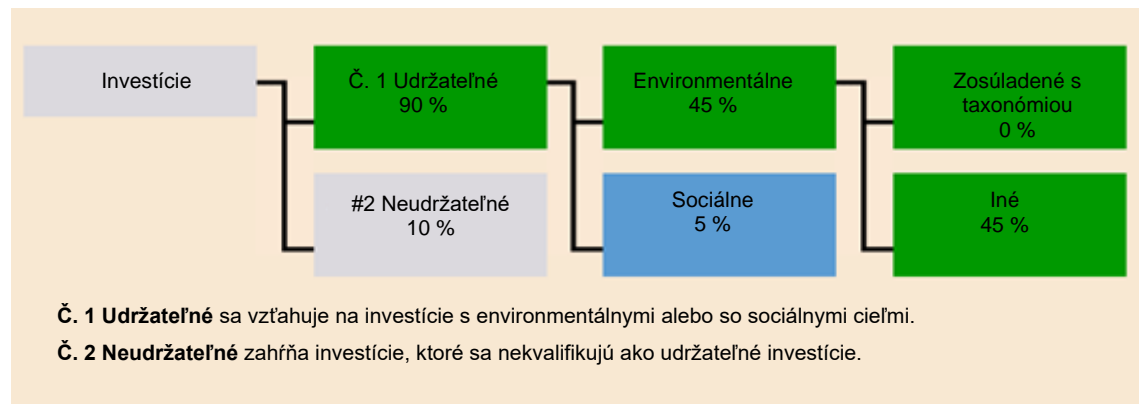 Investície
Č. 1 Udržateľné
90 %
Environmentálne
45 %
Zosúladené s
taxonómiou
0 %
#2 Neudržateľné
10 %
Sociálne
5 %
Iné
45 %
Č. 1 Udržateľné sa vzťahuje na investície s environmentálnymi alebo so sociálnymi cieľmi.
Č. 2 Neudržateľné zahŕňa investície, ktoré sa nekvalifikujú ako udržateľné investície.